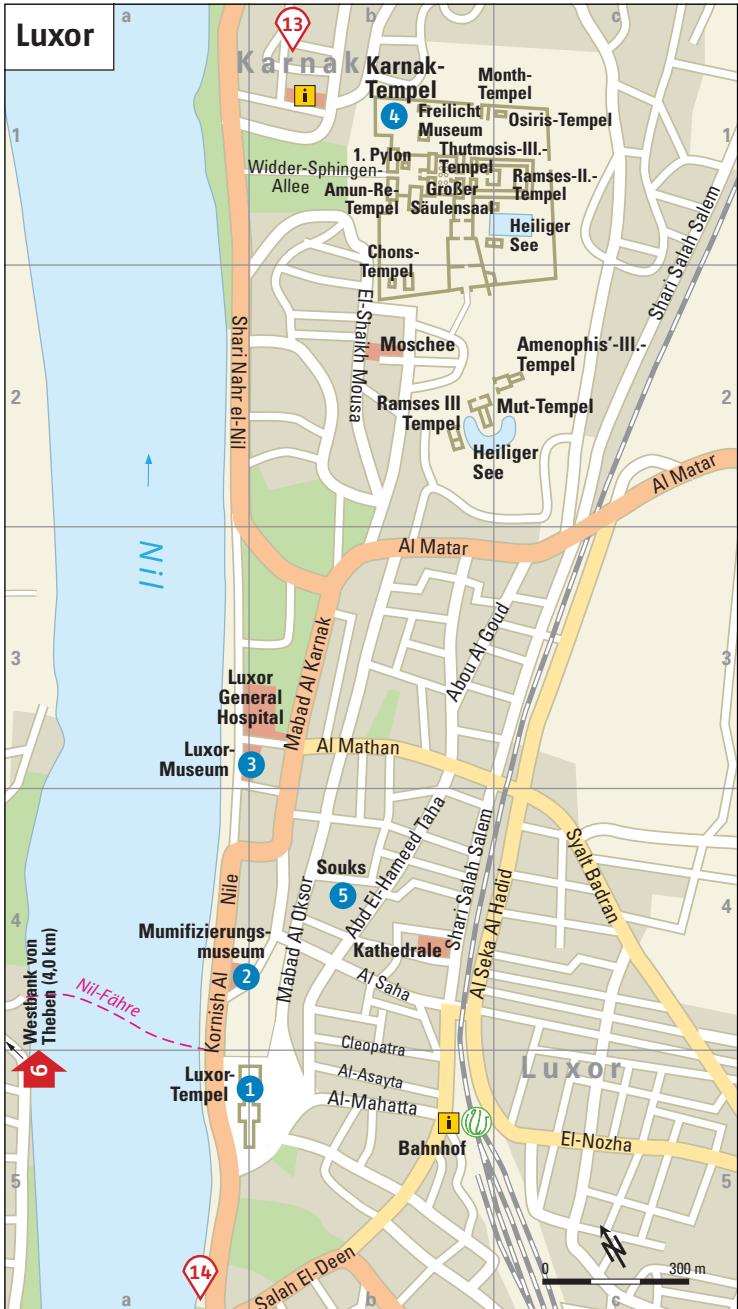 Luxor
a
b
c
13
Karnak
i
Karnak-
Tempel
4
Month-
Tempel
Freilicht
Museum
Osiris-Tempel
1
1
1. Pylon
Thutmosis-III.-
Tempel
Widder-Sphingen-
Allee
Amun-Re-
Tempel
Großer
Säulensaal
Ramses-II.-
Tempel
Heiliger
See
Chons-
Tempel
Shari Salah Salem
Shari Nahr el-Nil
El-Shaikh Mousa
Moschee
Amenophis'-III.-
Tempel
2
2
Ramses III
Tempel
Mut-Tempel
Heiliger
See
Al Matar
Al Matar
Nil
Abou Al Goud
3
3
Mabad Al Karnak
Luxor
General
Hospital
Al Mathan
Luxor-
Museum
3
Abd El-Hameed Taha
Shari Salah Salem
Syalt Badran
Souks
5
4
4
Nile
Mabad Al Oksor
Al Seka Al Hadid
Mumifizierungs-
museum
2
Kathedrale
Al Saha
Westbank von
Theben (4,0 km)
6
Nil-Fähre
Kornish Al
Cleopatra
Luxor
Luxor-
Tempel
1
Al-Asayta
Al-Mahatta
i
Bahnhof
El-Nozha
5
5
N
0
300 m
14
Salah El-Deen
a
b
c